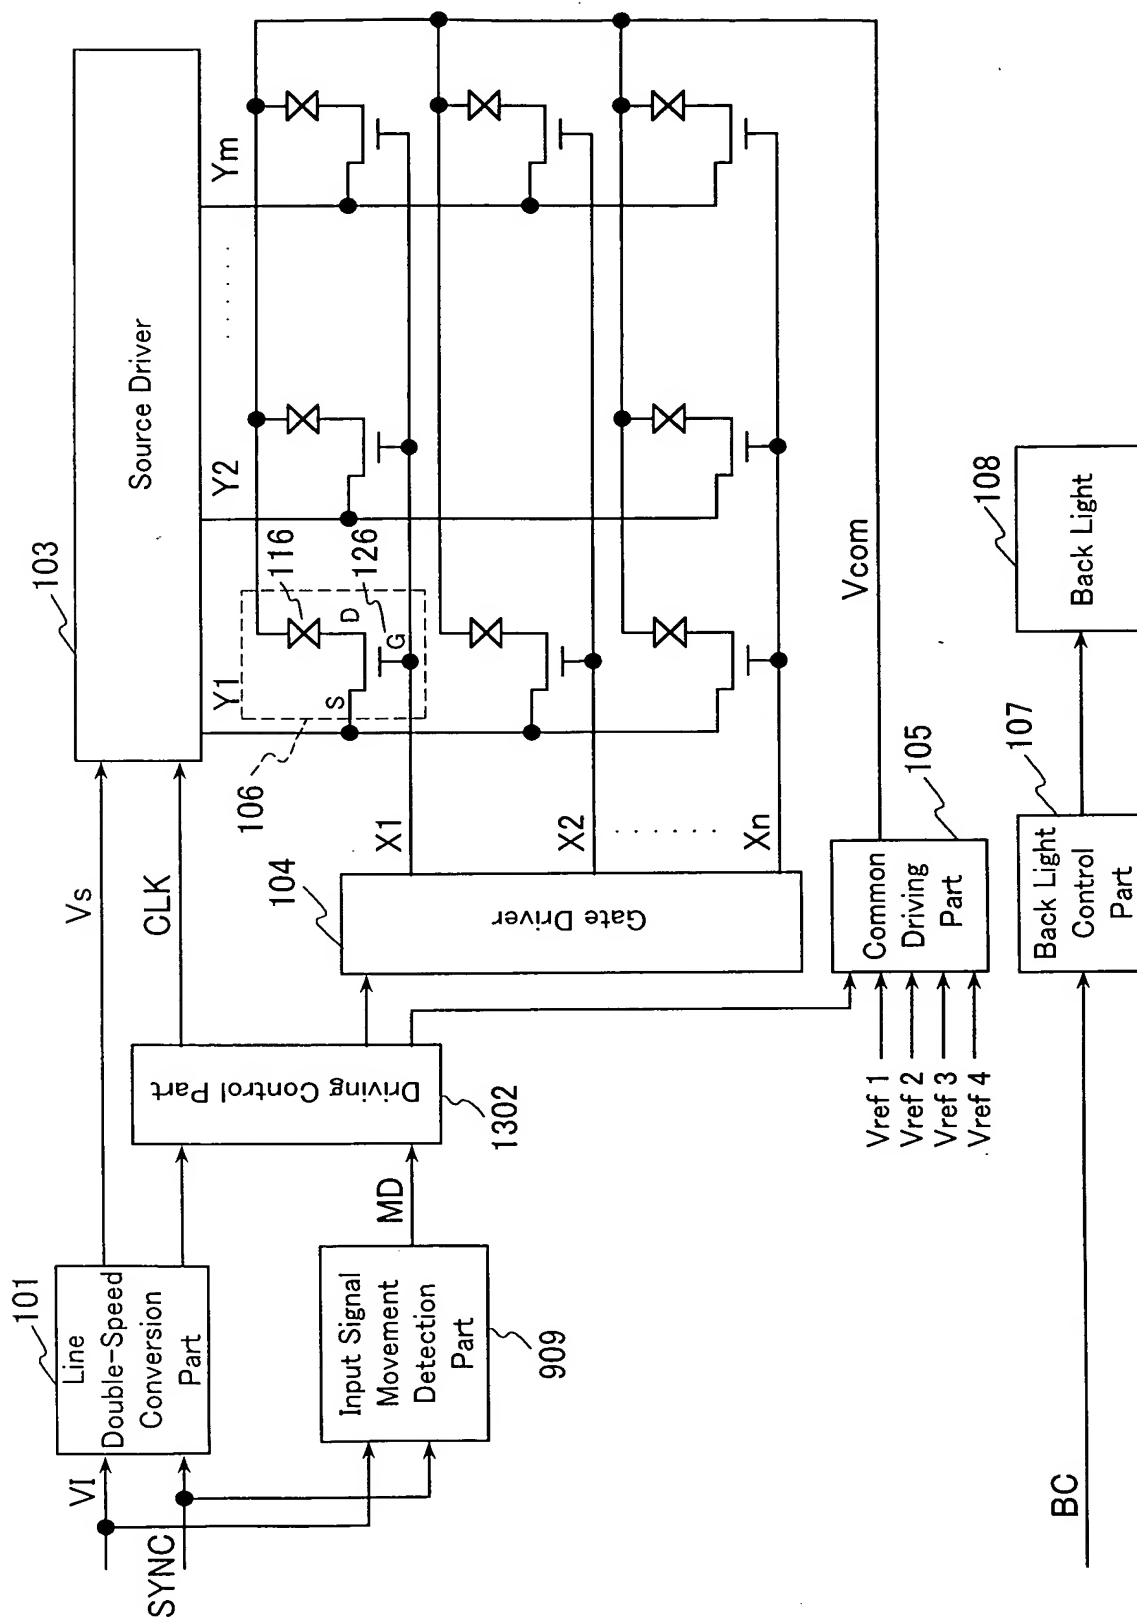 VI
SYNC
101
Line
Double-Speed
Conversion
Part
Vs
CLK
103
Source Driver
Input Signal
Movement
Detection
Part
909
MD
Driving Control Part
1302
104
Gate Driver
Y1
Y2
. . . . . .
Ym
106
S
D
G
116
126
X1
X2
. . . . . .
Xn
Vref 1
Vref 2
Vref 3
Vref 4
Common
Driving
Part
105
Vcom
BC
Back Light
Control
Part
107
Back Light
108